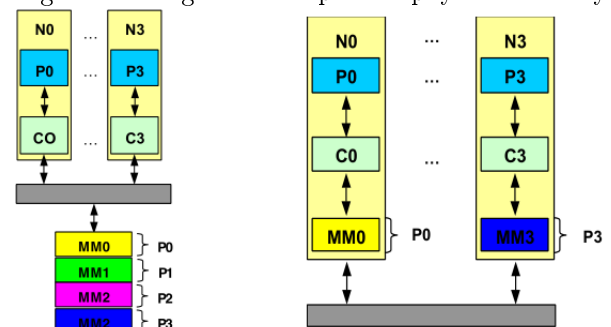 N0 ... N3
P0 ... P3
CO ... C3
MM0 P0
MM1 P1
MM2 P2
MM2 P3
N0 ... N3
P0 ... P3
C0 ... C3
MM0 P0 MM3 P3